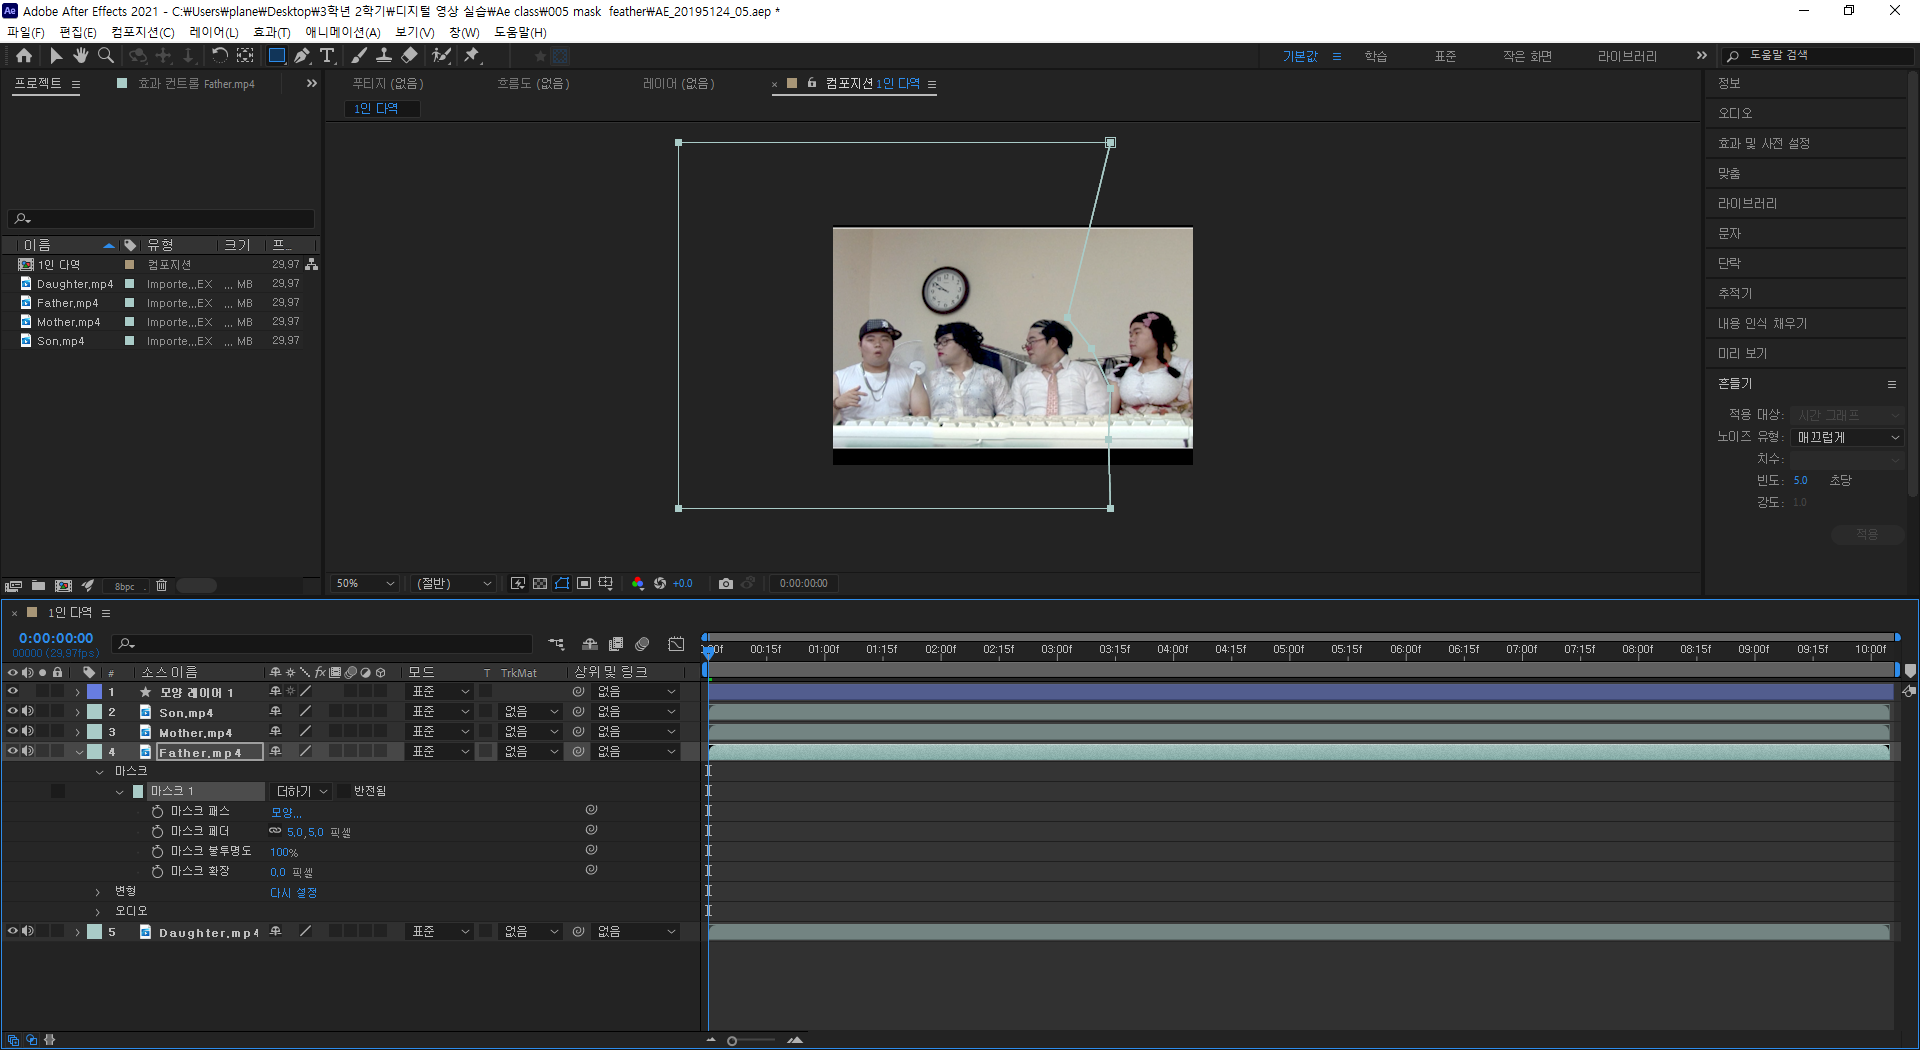 Adobe After Effects 2021 - C:₩Users₩plane₩Desktop₩3학년 2학기₩디지털 영상 실습₩Ae class₩005 mask  feather₩AE_20195124_05.aep *
파일(F) 편집(E) 컴포지션(C) 레이어(L) 효과(T) 애니메이션(A) 보기(V) 창(W) 도움말(H)
기본값 학습 표준 작은 화면 라이브러리 도움말 검색
프로젝트 효과 컨트롤 Father.mp4
푸티지 (없음) 흐름도 (없음) 레이어 (없음) 컴포지션 1인 다역
1인 다역
이름 유형 크기 프...
1인 다역 컴포지션 29.97
Daughter.mp4 Importe...EX ... MB 29.97
Father.mp4 Importe...EX ... MB 29.97
Mother.mp4 Importe...EX ... MB 29.97
Son.mp4 Importe...EX ... MB 29.97
8bpc
50% (절반) +0.0 0:00:00:00
정보
오디오
효과 및 사전 설정
맞춤
라이브러리
문자
단락
추적기
내용 인식 채우기
미리 보기
흔들기
적용 대상: 시간 그래프
노이즈 유형: 매끄럽게
치수:
빈도: 5.0 초당
강도: 1.0
적용
1인 다역
0:00:00:00
00000 (29.97fps)
:00f 00:15f 01:00f 01:15f 02:00f 02:15f 03:00f 03:15f 04:00f 04:15f 05:00f 05:15f 06:00f 06:15f 07:00f 07:15f 08:00f 08:15f 09:00f 09:15f 10:00f
# 소스 이름 fx 모드 T TrkMat 상위 및 링크
1 모양 레이어 1 표준 없음
2 Son.mp4 표준 없음 없음
3 Mother.mp4 표준 없음 없음
4 Father.mp4 표준 없음 없음
마스크
마스크 1 더하기 반전됨
마스크 패스 모양...
마스크 페더 5.0,5.0 픽셀
마스크 불투명도 100%
마스크 확장 0.0 픽셀
변형 다시 설정
오디오
5 Daughter.mp4 표준 없음 없음